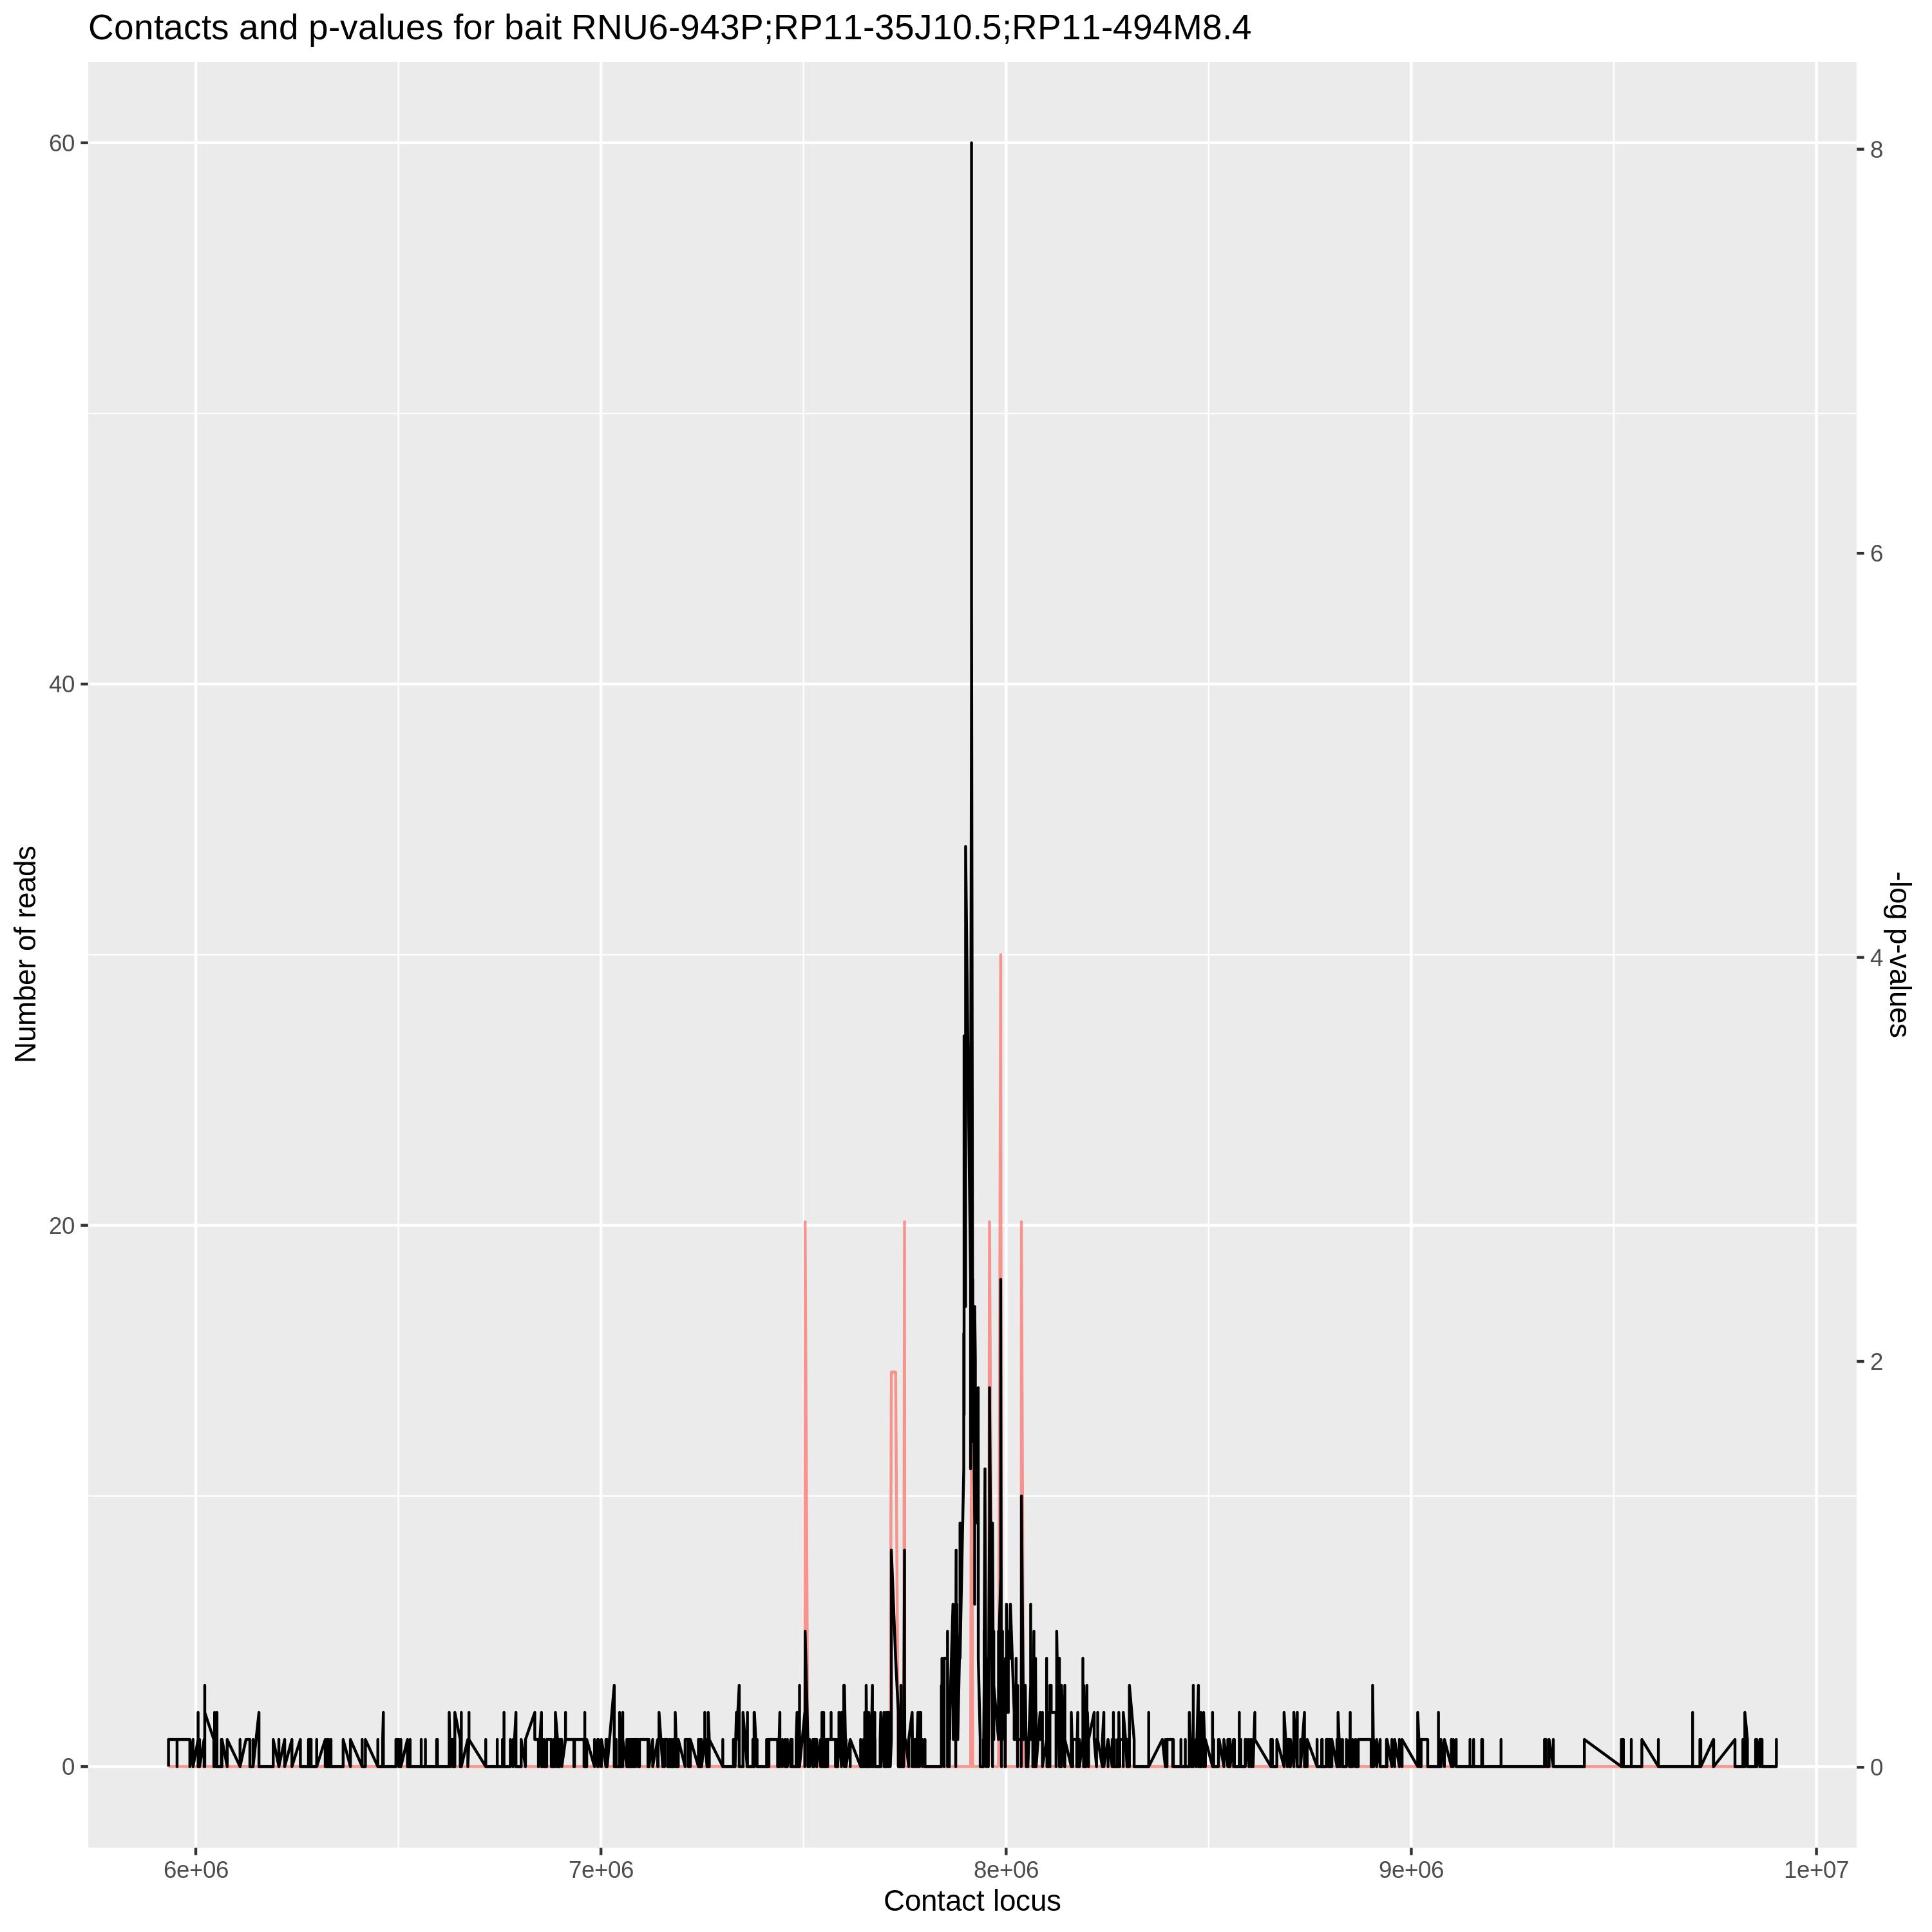 Contacts and p-values for bait RNU6-943P;RP11-35J10.5;RP11-494M8.4
60
40
20
0
Number of reads
8
6
4
2
0
-log p-values
6e+06
7e+06
8e+06
9e+06
1e+07
Contact locus